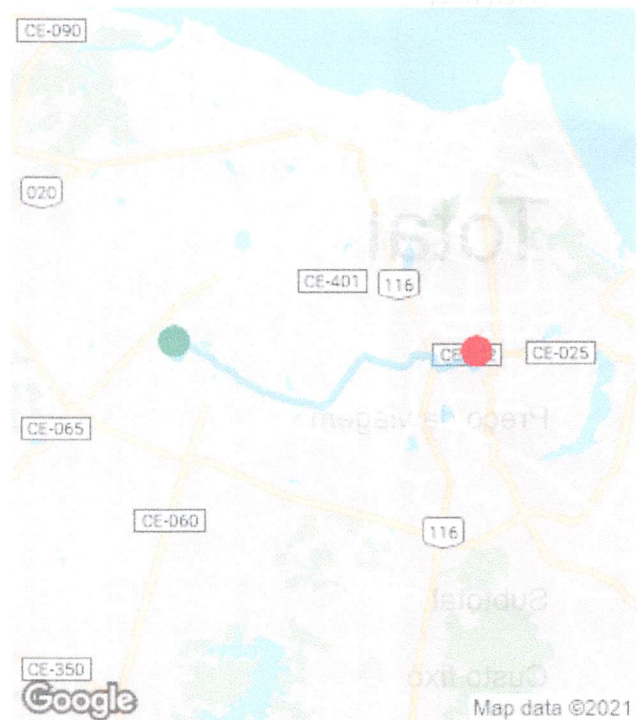 CE-090
020
Total
CE-401
116
CE-025
CE-065
Preço da viagem
CE-060
116
Subtotal
CE-350
Custo fixo
Google
Map data ©2021